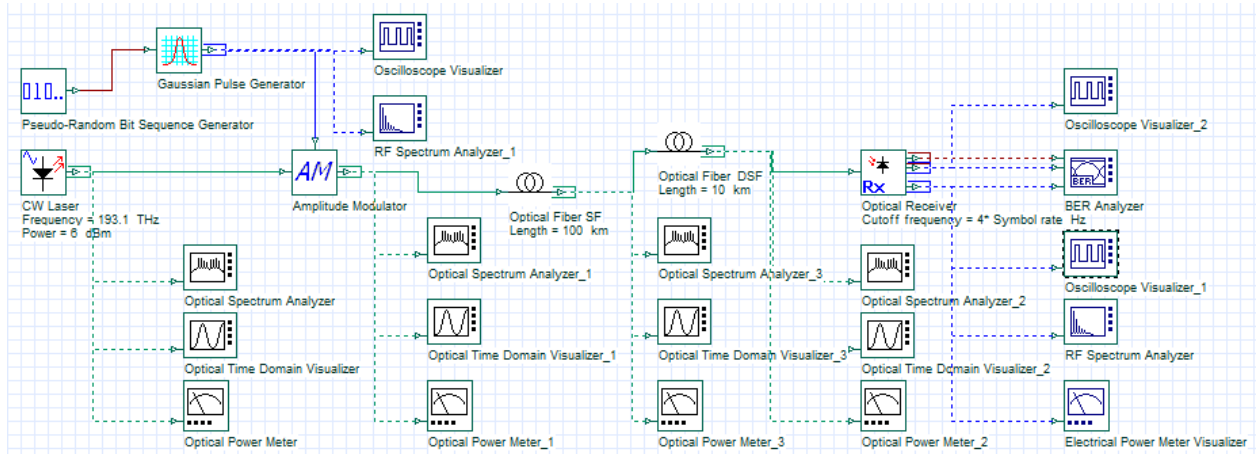 Oscilloscope Visualizer
Gaussian Pulse Generator
010..
Pseudo-Random Bit Sequence Generator
RF Spectrum Analyzer_1
Oscilloscope Visualizer_2
AM
CW Laser
Frequency = 193.1 THz
Power = 6 dBm
Amplitude Modulator
Optical Fiber SF
Length = 100 km
Optical Fiber DSF
Length = 10 km
Rx
Optical Receiver
Cutoff frequency = 4* Symbol rate Hz
BER
BER Analyzer
Optical Spectrum Analyzer
Optical Spectrum Analyzer_1
Optical Spectrum Analyzer_3
Optical Spectrum Analyzer_2
Oscilloscope Visualizer_1
Optical Time Domain Visualizer
Optical Time Domain Visualizer_1
Optical Time Domain Visualizer_3
Optical Time Domain Visualizer_2
RF Spectrum Analyzer
Optical Power Meter
Optical Power Meter_1
Optical Power Meter_3
Optical Power Meter_2
Electrical Power Meter Visualizer